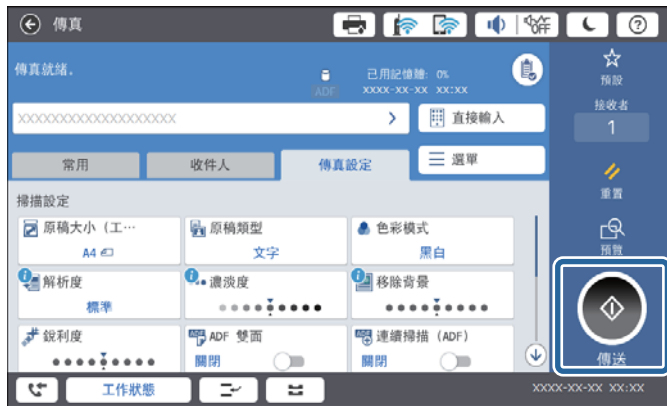 傳真
OFF
傳真就緒.
ADF
已用記憶體: 0%
XXXX-XX-XX XX:XX
XXXXXXXXXXXXXXXXXXXX
直接輸入
常用
收件人
傳真設定
選單
掃描設定
原稿大小 (工…
A4
原稿類型
文字
色彩模式
黑白
解析度
標準
濃淡度
移除背景
銳利度
ADF 雙面
關閉
連續掃描 (ADF)
關閉
預設
接收者
1
重置
預覽
傳送
工作狀態
XXXX-XX-XX XX:XX